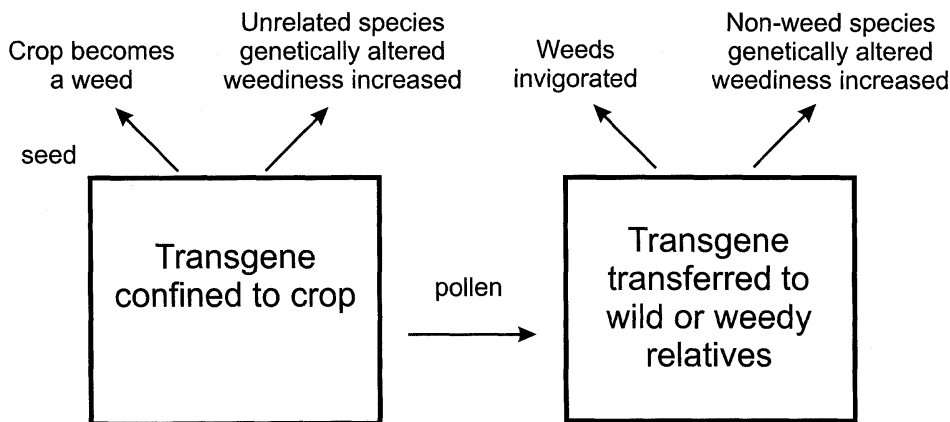 Crop becomes
a weed
Unrelated species
genetically altered
weediness increased
Weeds
invigorated
Non-weed species
genetically altered
weediness increased
seed
Transgene
confined to crop
pollen
Transgene
transferred to
wild or weedy
relatives